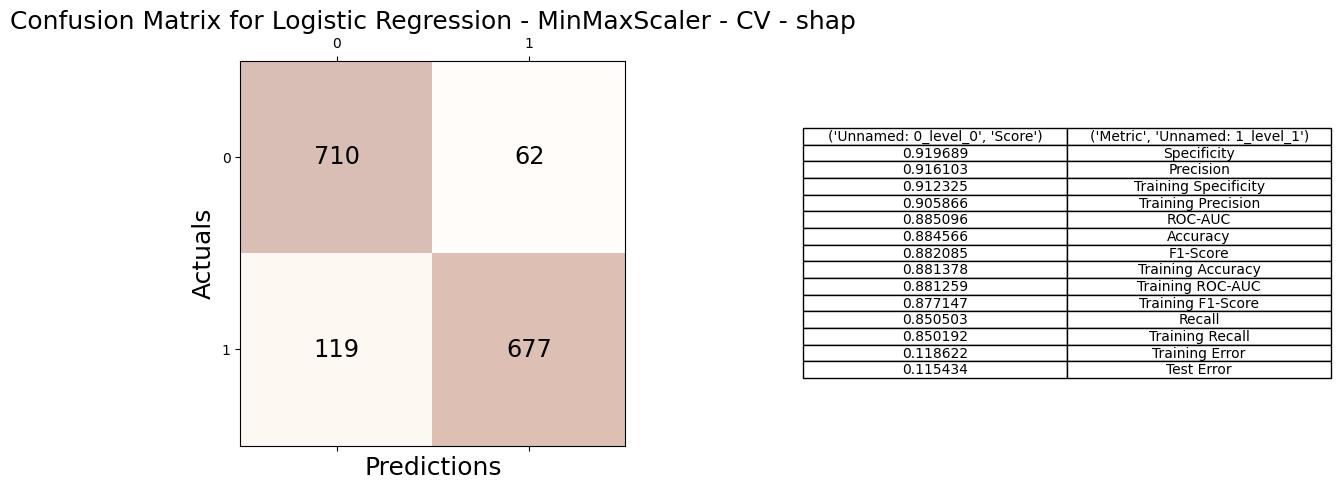 Confusion Matrix for Logistic Regression - MinMaxScaler - CV - shap
0 1
0 710 62
1 119 677
Actuals
Predictions
('Unnamed: 0_level_0', 'Score') ('Metric', 'Unnamed: 1_level_1')
0.919689 Specificity
0.916103 Precision
0.912325 Training Specificity
0.905866 Training Precision
0.885096 ROC-AUC
0.884566 Accuracy
0.882085 F1-Score
0.881378 Training Accuracy
0.881259 Training ROC-AUC
0.877147 Training F1-Score
0.850503 Recall
0.850192 Training Recall
0.118622 Training Error
0.115434 Test Error